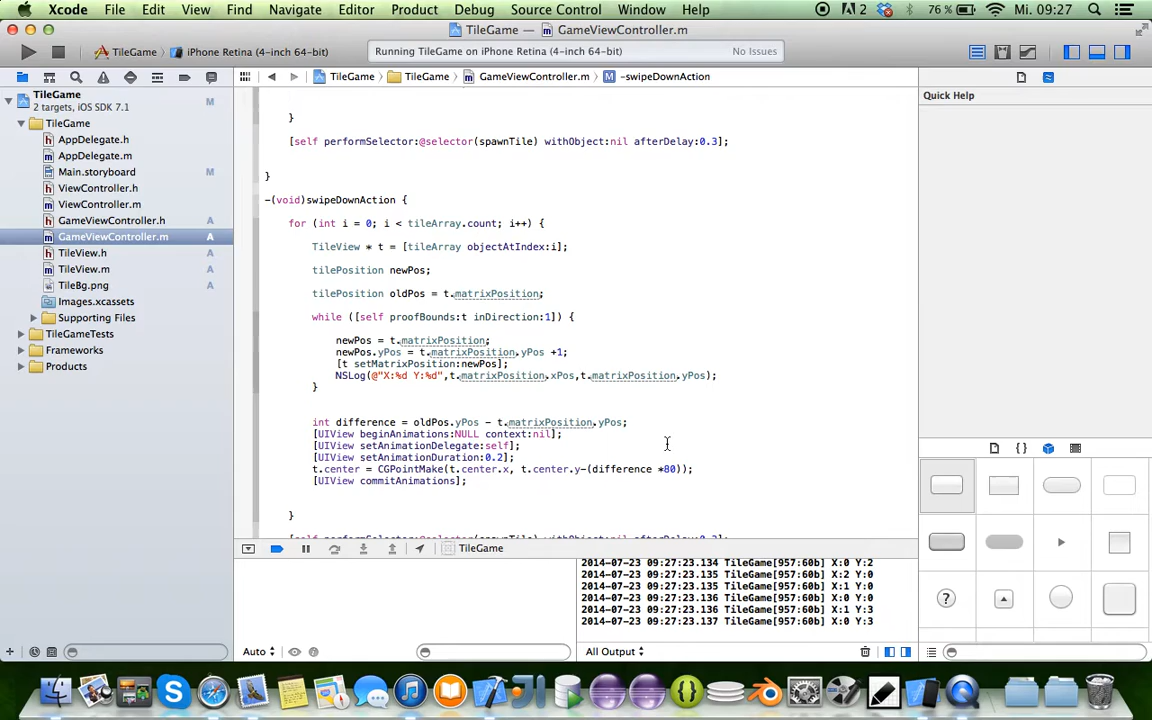 Xcode File Edit View Find Navigate Editor Product Debug Source Control Window Help 2 76 % Mi. 09:27
TileGame — GameViewController.m
TileGame iPhone Retina (4-inch 64-bit) Running TileGame on iPhone Retina (4-inch 64-bit) No Issues
TileGame TileGame GameViewController.m M -swipeDownAction
TileGame
2 targets, iOS SDK 7.1 M
TileGame
AppDelegate.h
AppDelegate.m
Main.storyboard M
ViewController.h
ViewController.m
GameViewController.h A
GameViewController.m A
TileView.h A
TileView.m A
TileBg.png A
Images.xcassets
Supporting Files
TileGameTests
Frameworks
Products
}
[self performSelector:@selector(spawnTile) withObject:nil afterDelay:0.3];
}
-(void)swipeDownAction {
for (int i = 0; i < tileArray.count; i++) {
TileView * t = [tileArray objectAtIndex:i];
tilePosition newPos;
tilePosition oldPos = t.matrixPosition;
while ([self proofBounds:t inDirection:1]) {
newPos = t.matrixPosition;
newPos.yPos = t.matrixPosition.yPos +1;
[t setMatrixPosition:newPos];
NSLog(@"X:%d Y:%d",t.matrixPosition.xPos,t.matrixPosition.yPos);
}
int difference = oldPos.yPos - t.matrixPosition.yPos;
[UIView beginAnimations:NULL context:nil];
[UIView setAnimationDelegate:self];
[UIView setAnimationDuration:0.2];
t.center = CGPointMake(t.center.x, t.center.y-(difference *80));
[UIView commitAnimations];
}
[self performSelector:@selector(spawnTile) withObject:nil afterDelay:0.3];
Quick Help
TileGame
2014-07-23 09:27:23.134 TileGame[957:60b] X:0 Y:2
2014-07-23 09:27:23.135 TileGame[957:60b] X:2 Y:0
2014-07-23 09:27:23.135 TileGame[957:60b] X:1 Y:0
2014-07-23 09:27:23.136 TileGame[957:60b] X:0 Y:0
2014-07-23 09:27:23.136 TileGame[957:60b] X:1 Y:3
2014-07-23 09:27:23.137 TileGame[957:60b] X:0 Y:3
Auto All Output